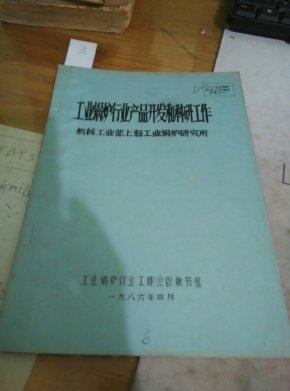 工业锅炉行业产品开发和科研工作
机械工业部上海工业锅炉研究所
工业锅炉行业工作会议秘书组
一九八六年四月
6